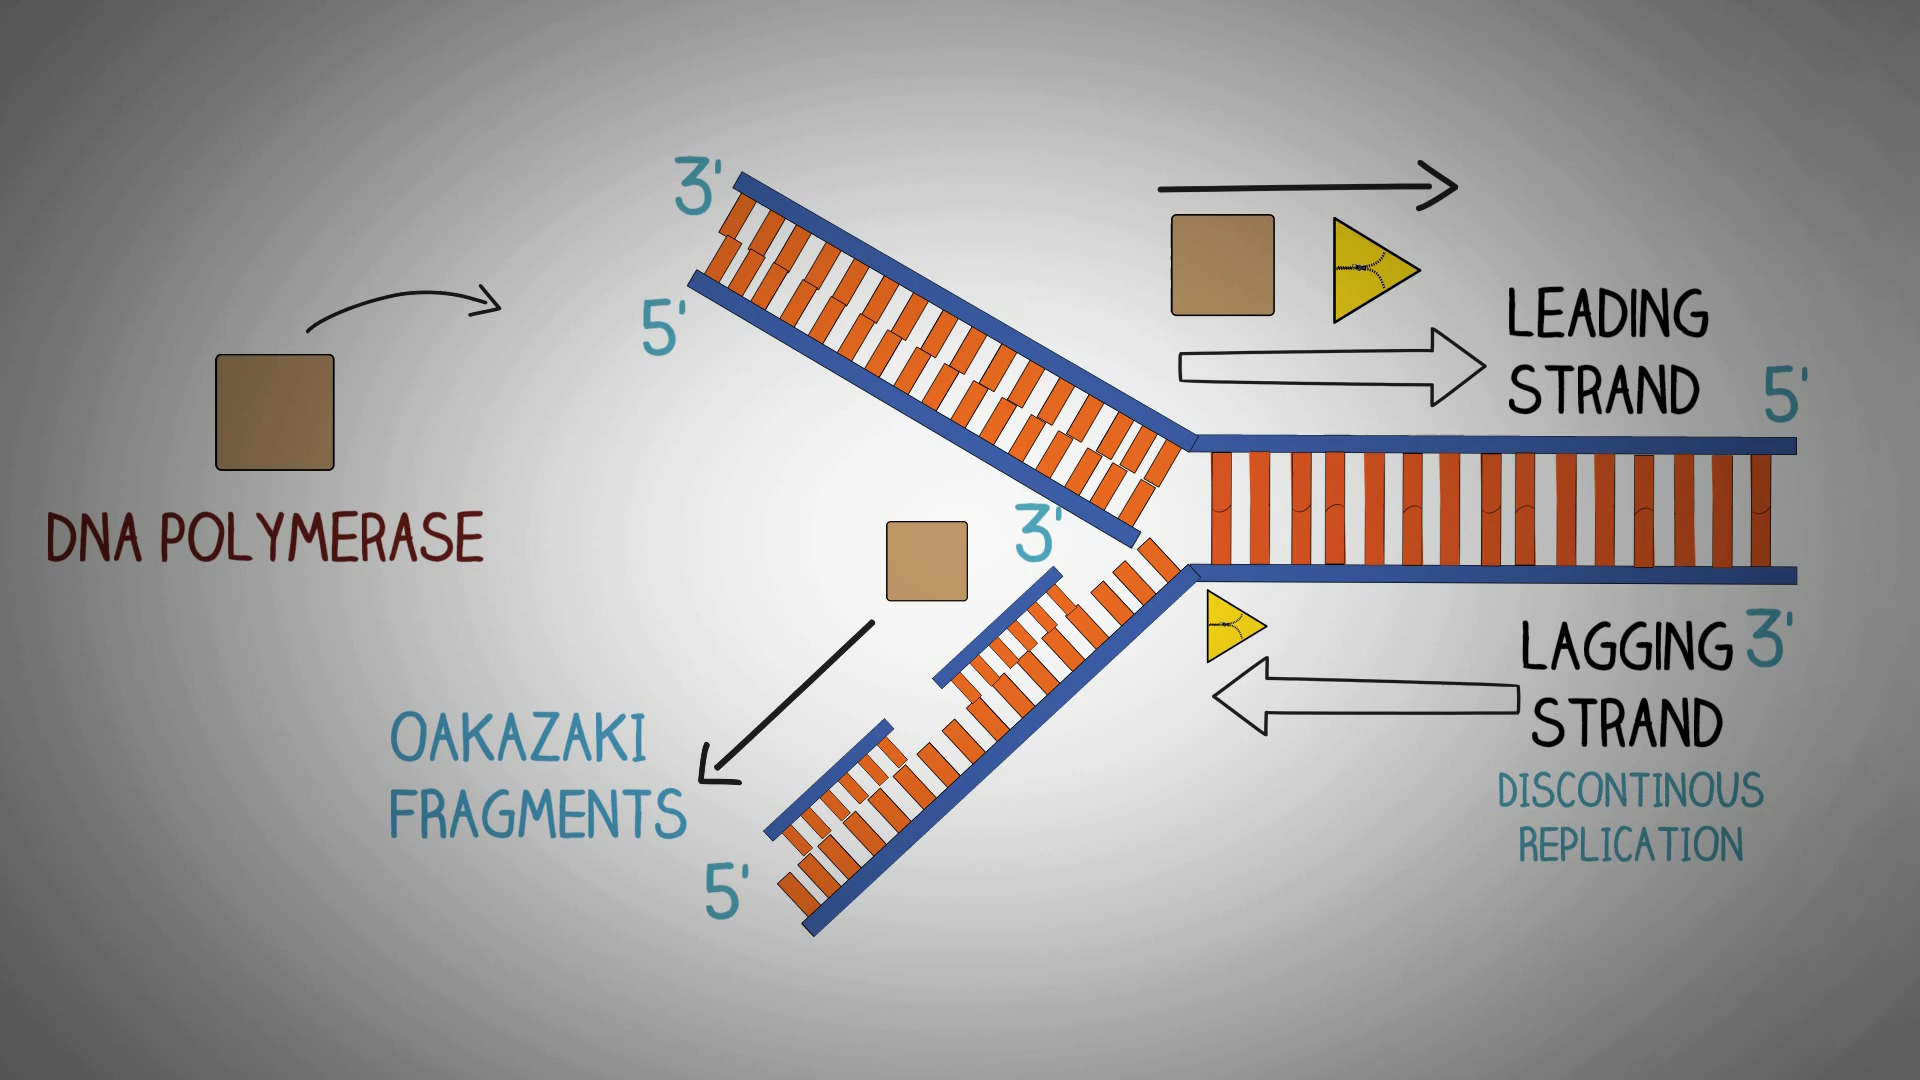 3'
5'
LEADING
STRAND
5'
DNA POLYMERASE
3'
LAGGING
STRAND
3'
DISCONTINOUS
REPLICATION
OAKAZAKI
FRAGMENTS
5'